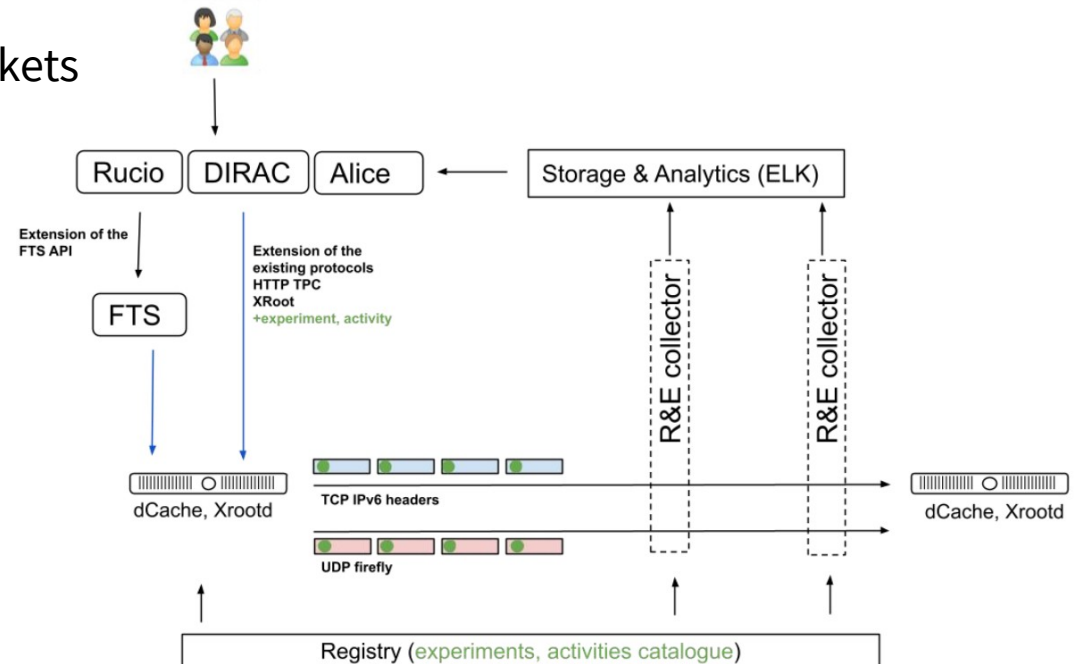 kets
Rucio
DIRAC
Alice
Storage & Analytics (ELK)
Extension of the
FTS API
Extension of the
existing protocols
HTTP TPC
XRoot
+experiment, activity
FTS
R&E collector
R&E collector
dCache, Xrootd
TCP IPv6 headers
UDP firefly
dCache, Xrootd
Registry (experiments, activities catalogue)